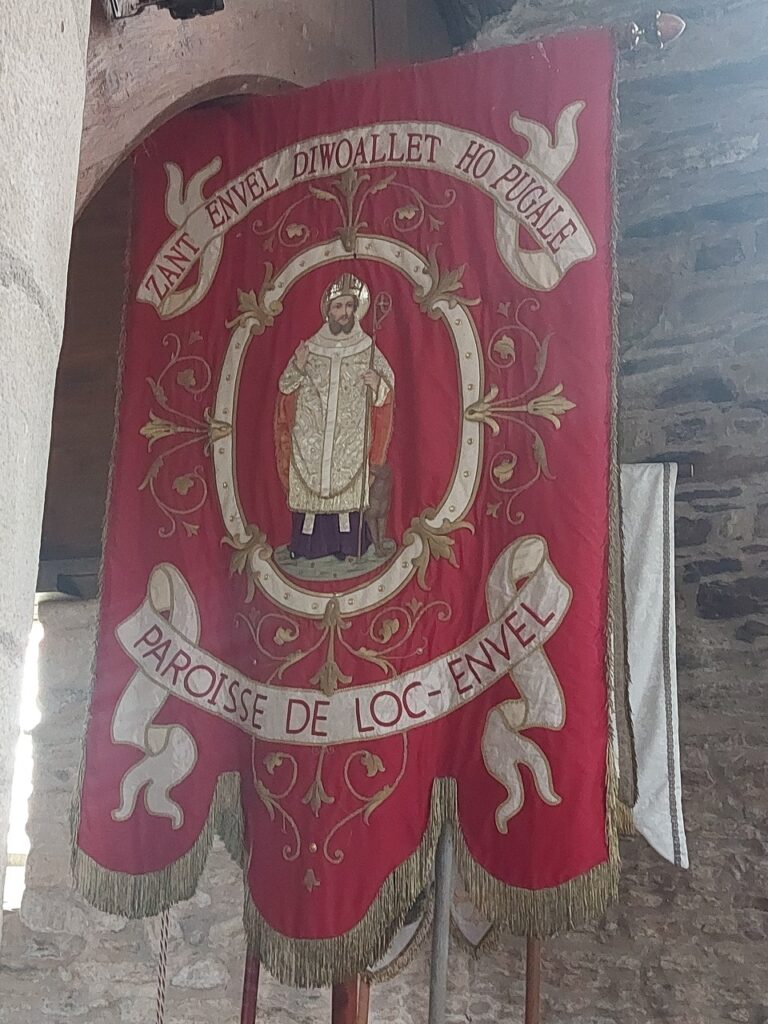 ZANT ENVEL DIWOALLET HO PUGALE
PAROISSE DE LOC-ENVEL